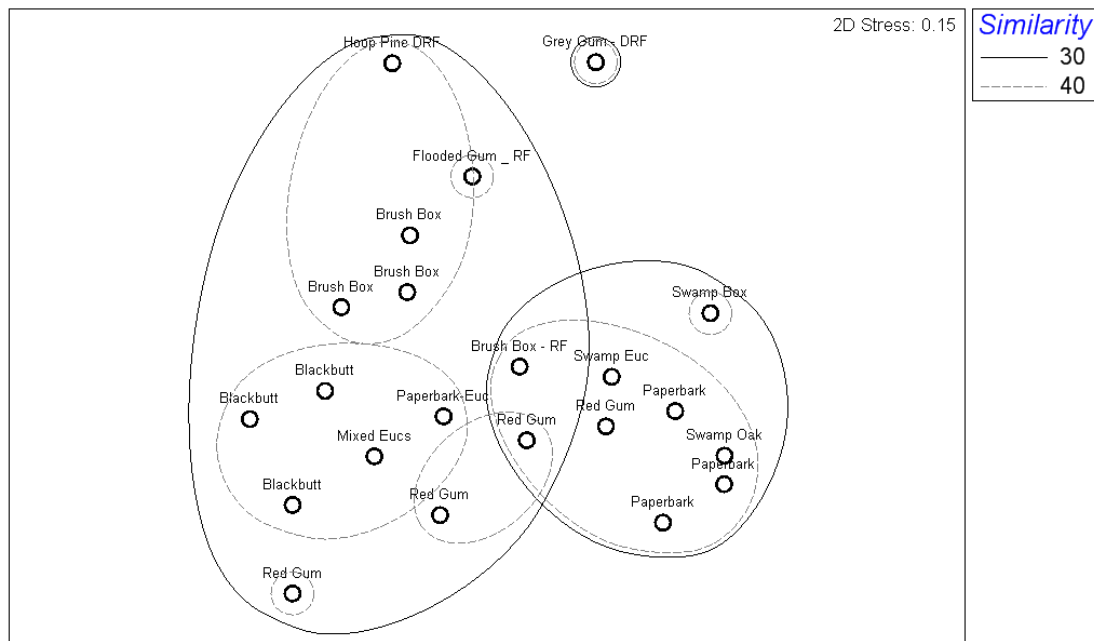 2D Stress: 0.15
Similarity
30
40
Hoop Pine DRF
Grey Gum - DRF
Flooded Gum _ RF
Brush Box
Brush Box
Brush Box
Swamp Box
Brush Box - RF
Swamp Euc
Blackbutt
Paperbark-Euc
Paperbark
Blackbutt
Red Gum
Red Gum
Mixed Eucs
Swamp Oak
Paperbark
Blackbutt
Red Gum
Paperbark
Red Gum